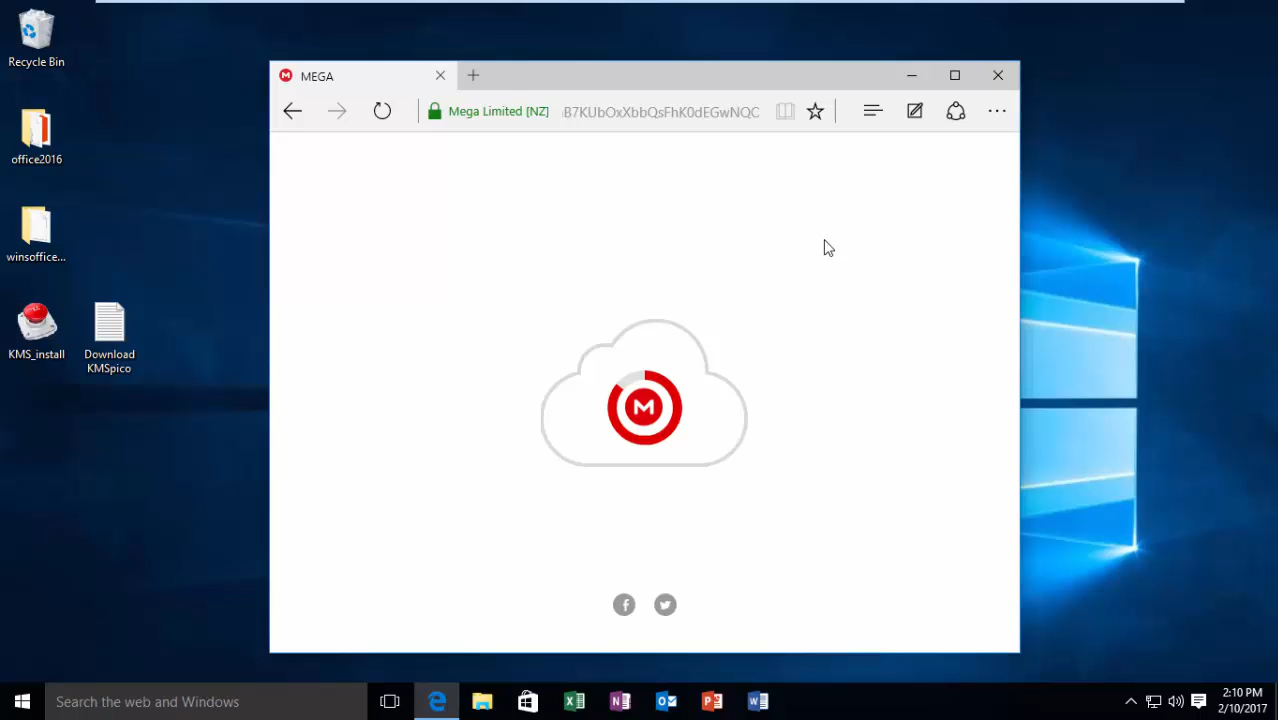 Recycle Bin
office2016
winsoffice...
KMS_install
Download
KMSpico
MEGA
Mega Limited [NZ]
B7KUbOxXbbQsFhK0dEGwNQC
Search the web and Windows
2:10 PM
2/10/2017